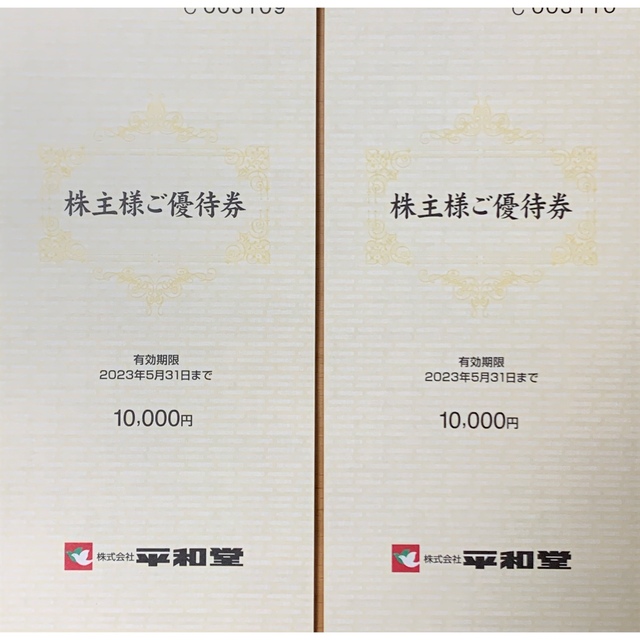 株主様ご優待券
有効期限
2023年5月31日まで
10,000円
株式会社 平和堂
株主様ご優待券
有効期限
2023年5月31日まで
10,000円
株式会社 平和堂